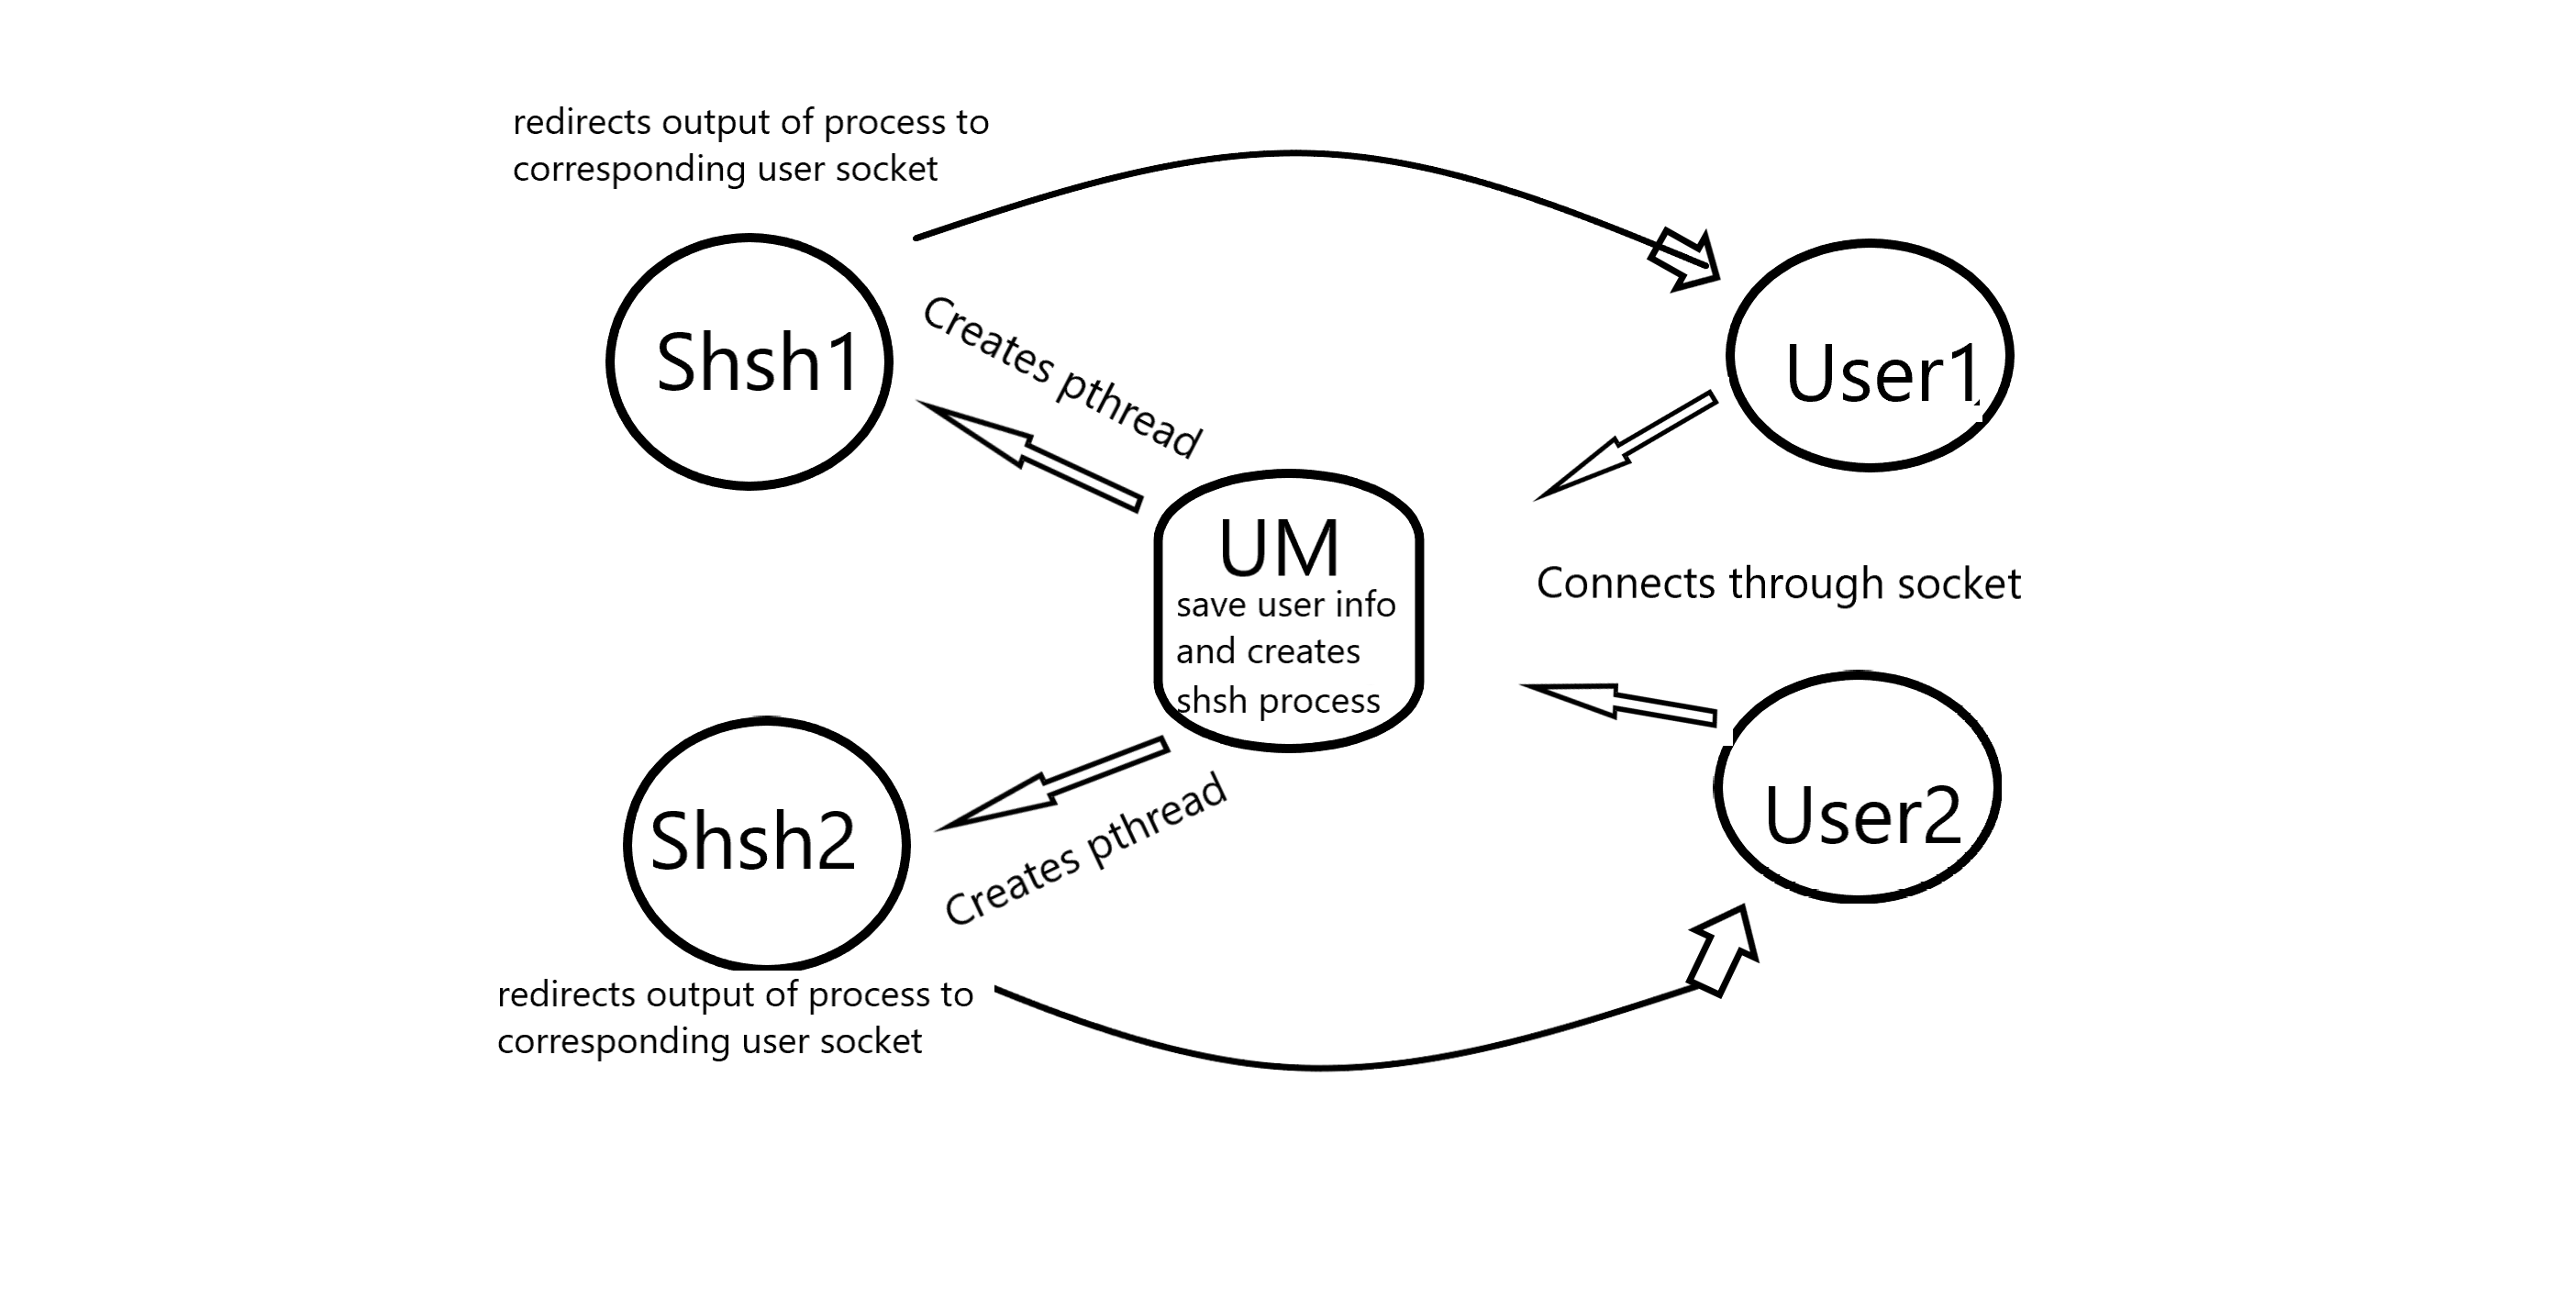 redirects output of process to
corresponding user socket
Shsh1
Creates pthread
User1
UM
save user info
and creates
shsh process
Connects through socket
Shsh2
Creates pthread
User2
redirects output of process to
corresponding user socket